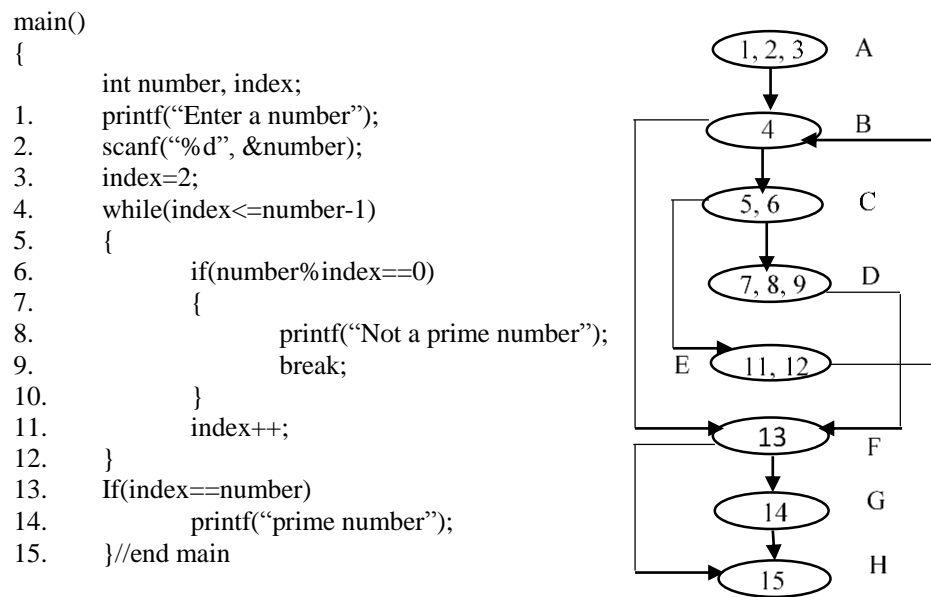 main()
{
int number, index;
1. printf(“Enter a number”);
2. scanf(“%d”, &number);
3. index=2;
4. while(index<=number-1)
5. {
6. if(number%index==0)
7. {
8. printf(“Not a prime number”);
9. break;
10. }
11. index++;
12. }
13. If(index==number)
14. printf(“prime number”);
15. }//end main
1, 2, 3 A
4 B
5, 6 C
7, 8, 9 D
E 11, 12
13 F
14 G
15 H